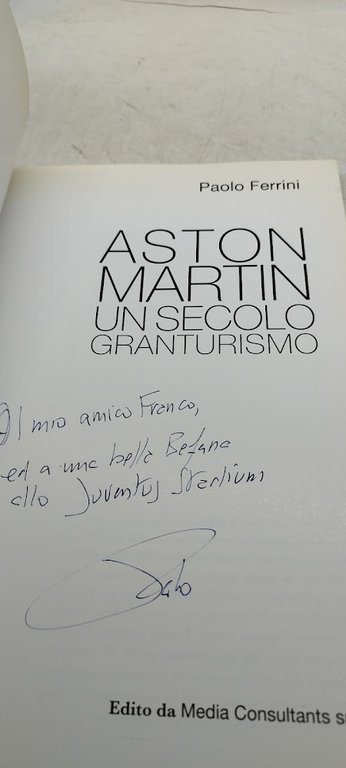 Paolo Ferrini
ASTON
MARTIN
UN SECOLO
GRANTURISMO
Al mio amico Franco,
ed a una bella Befana
allo Juventus Stadium
Paolo
Edito da Media Consultants